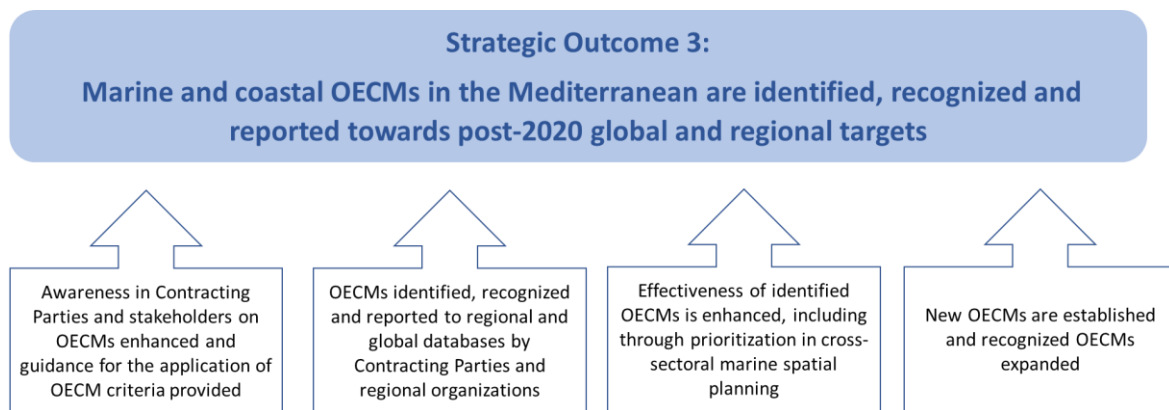 Strategic Outcome 3:
Marine and coastal OECMs in the Mediterranean are identified, recognized and
reported towards post-2020 global and regional targets
Awareness in Contracting
Parties and stakeholders on
OECMs enhanced and
guidance for the application of
OECM criteria provided
OECMs identified, recognized
and reported to regional and
global databases by
Contracting Parties and
regional organizations
Effectiveness of identified
OECMs is enhanced, including
through prioritization in cross-
sectoral marine spatial
planning
New OECMs are established
and recognized OECMs
expanded